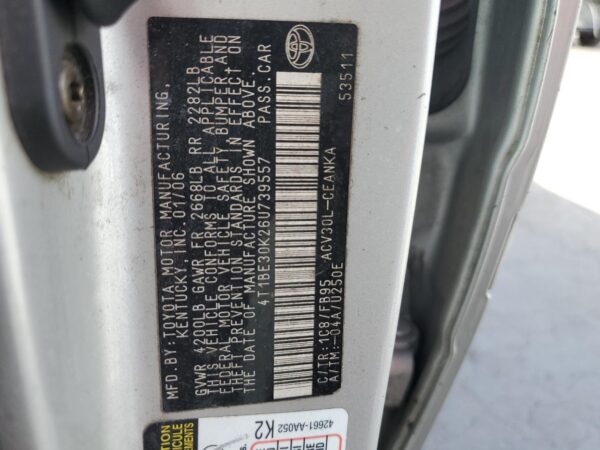 MFD.BY: TOYOTA MOTOR MANUFACTURING,
KENTUCKY, INC. 01/06
GVWR 4200LB GAWR FR 2668LB RR 2282LB
THIS VEHICLE CONFORMS TO ALL APPLICABLE
FEDERAL MOTOR VEHICLE SAFETY, BUMPER, AND
THEFT PREVENTION STANDARDS IN EFFECT ON
THE DATE OF MANUFACTURE SHOWN ABOVE.
4T1BE30K26U739557 PASS.CAR
C/TR:1C8/FB95 ACV30L-CEANKA
A/TM:-04A/U250E
53511
42661-AA052
K2